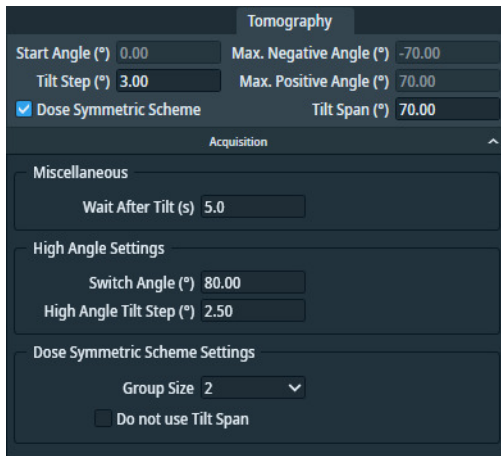 Tomography
Start Angle (°) 0.00 Max. Negative Angle (°) -70.00
Tilt Step (°) 3.00 Max. Positive Angle (°) 70.00
Dose Symmetric Scheme Tilt Span (°) 70.00
Acquisition
Miscellaneous
Wait After Tilt (s) 5.0
High Angle Settings
Switch Angle (°) 80.00
High Angle Tilt Step (°) 2.50
Dose Symmetric Scheme Settings
Group Size 2
Do not use Tilt Span